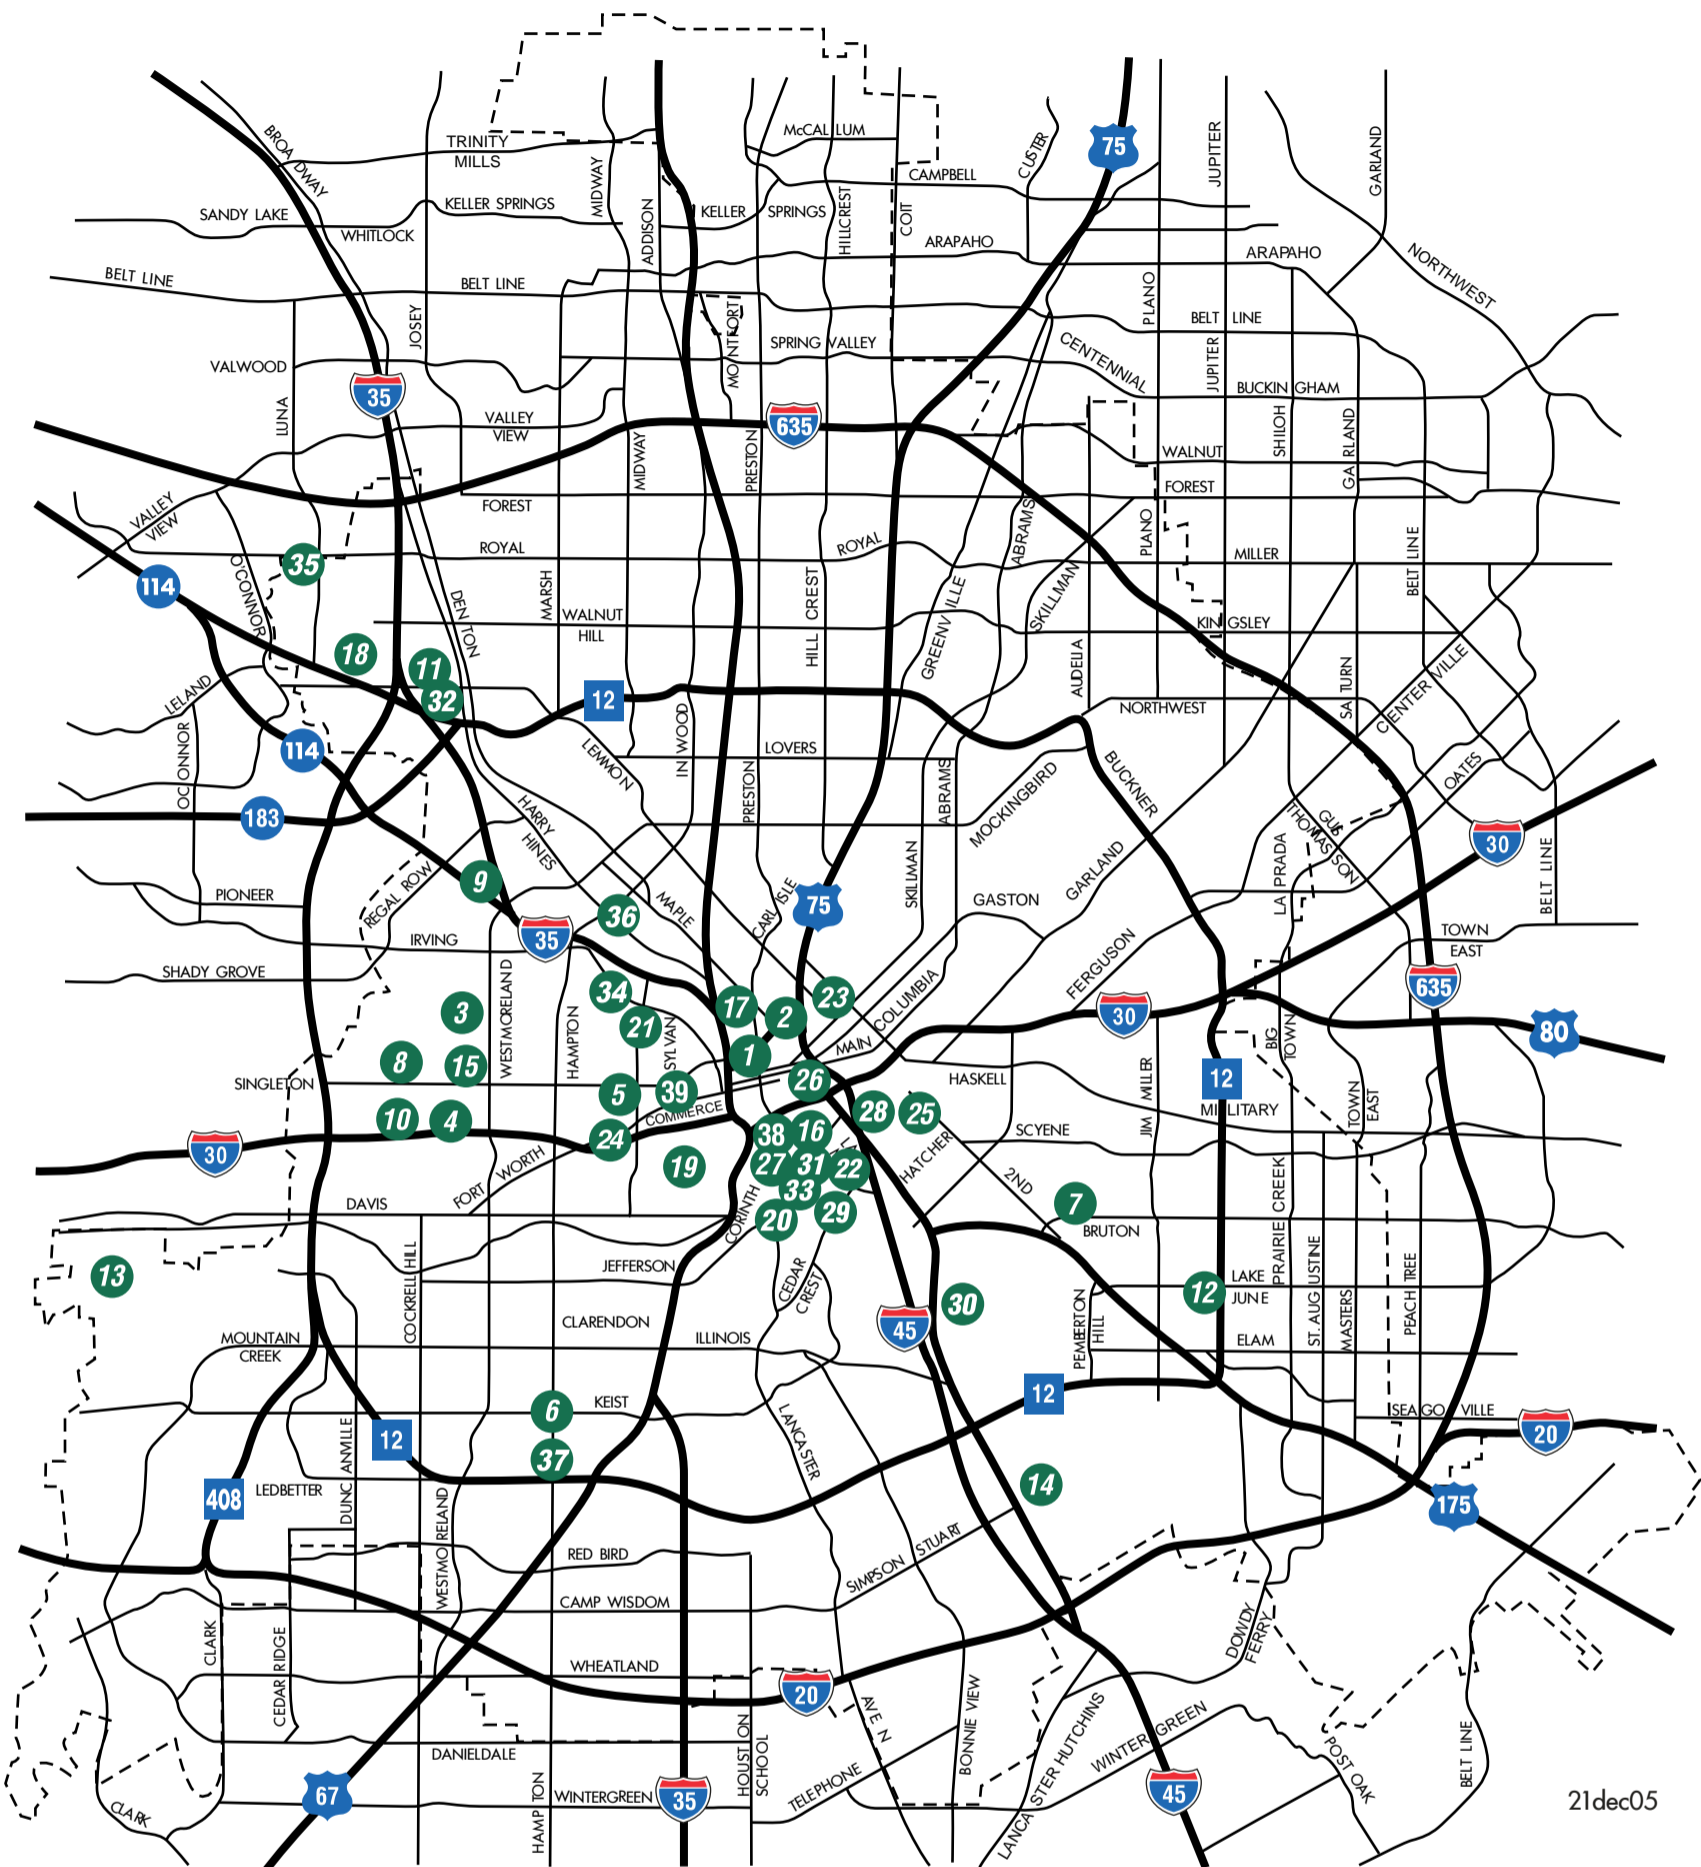 TRINITY
MILLS
McCALLUM
BROADWAY
MIDWAY
CUSTER
75
JUPITER
GARLAND
CAMPBELL
SANDY LAKE
KELLER SPRINGS
ADDISON
KELLER SPRINGS
HILLCREST
COIT
WHITLOCK
ARAPAHO
ARAPAHO
NORTHWEST
BELT LINE
BELT LINE
JOSEY
MONTFORT
PLANO
BELT LINE
VALWOOD
SPRING VALLEY
CENTENNIAL
JUPITER
BUCKINGHAM
35
LUNA
VALLEY
VIEW
635
MIDWAY
PRESTON
WALNUT
SHILOH
GARLAND
VALLEY
VIEW
FOREST
FOREST
ABRAMS
PLANO
35
ROYAL
ROYAL
MILLER
BELT LINE
114
O'CONNOR
DENTON
MARSH
WALNUT
HILL
HILL CREST
GREENVILLE
SKILLMAN
KINGSLEY
18
11
32
LELAND
12
AUDELIA
NORTHWEST
SATURN
CENTERVILLE
OCONNOR
114
LEMMON
INWOOD
LOVERS
PRESTON
ABRAMS
MOCKINGBIRD
BUCKNER
OATES
183
HARRY
HINES
GUS
THOMASSON
30
BELT LINE
9
PIONEER
REGAL ROW
36
MAPLE
CARLISLE
75
SKILLMAN
GASTON
GARLAND
LA PRADA
IRVING
35
TOWN
EAST
SHADY GROVE
WESTMORELAND
HAMPTON
34
17
2
23
COLUMBIA
FERGUSON
30
635
3
21
SYLVAN
1
MAIN
BIG
TOWN
80
8
15
SINGLETON
5
39
26
HASKELL
JIM MILLER
12
MILITARY
TOWN
EAST
10
4
COMMERCE
28
25
30
24
38
16
SCYENE
FORT WORTH
19
27
31
22
HATCHER
2ND
DAVIS
33
CORINTH
20
29
7
BRUTON
PRAIRIE CREEK
13
COCKRELL HILL
JEFFERSON
CEDAR
CREST
12
LAKE
JUNE
ST. AUGUSTINE
MASTERS
PEACH TREE
CLARENDON
45
30
PEMBERTON
HILL
ELAM
MOUNTAIN
CREEK
ILLINOIS
6
KEIST
LANCASTER
12
SEAGOVILLE
20
12
DUNCANVILLE
37
408
LEDBETTER
WESTMORELAND
14
175
RED BIRD
SIMPSON STUART
CAMP WISDOM
CLARK
CEDAR RIDGE
DOWDY
FERRY
WHEATLAND
20
AVE N
BONNIE VIEW
LANCASTER HUTCHINS
WINTERGREEN
POST OAK
BELT LINE
DANIELDALE
HOUSTON
SCHOOL
TELEPHONE
67
HAMPTON
WINTERGREEN
35
45
CLARK
21dec05